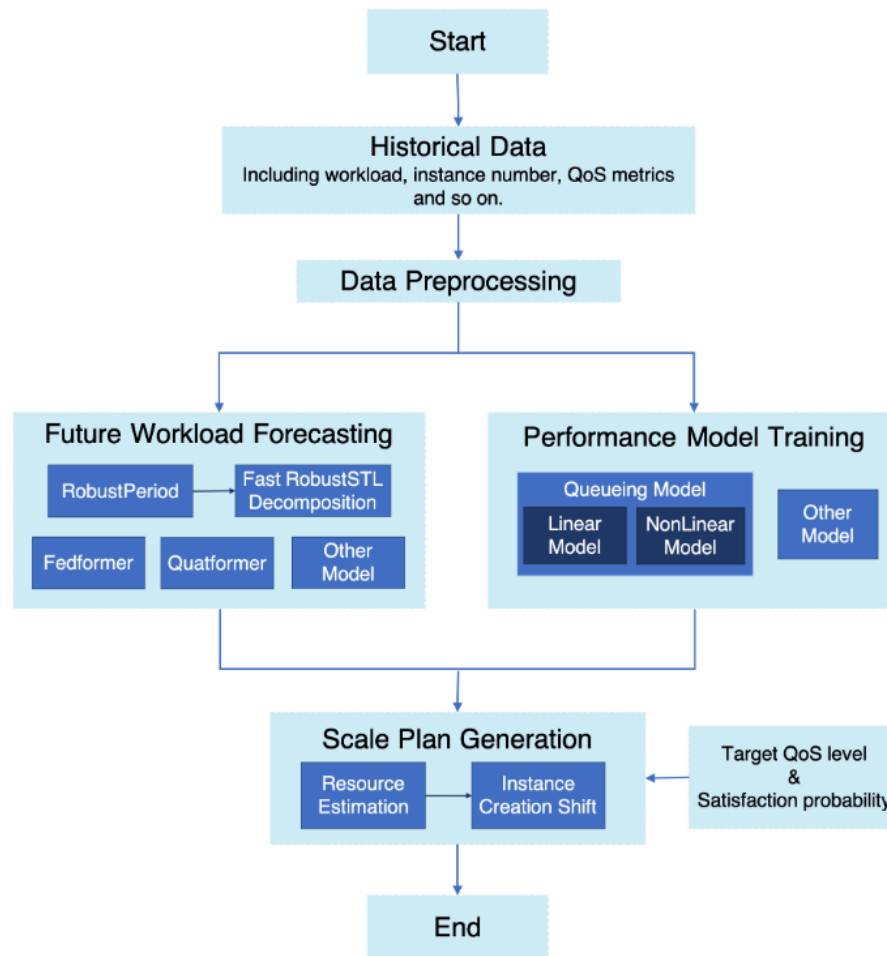 Start
Historical Data
Including workload, instance number, QoS metrics
and so on.
Data Preprocessing
Future Workload Forecasting
RobustPeriod
Fast RobustSTL
Decomposition
Fedformer
Quatformer
Other
Model
Performance Model Training
Queueing Model
Linear
Model
NonLinear
Model
Other
Model
Scale Plan Generation
Resource
Estimation
Instance
Creation Shift
Target QoS level
&
Satisfaction probability
End